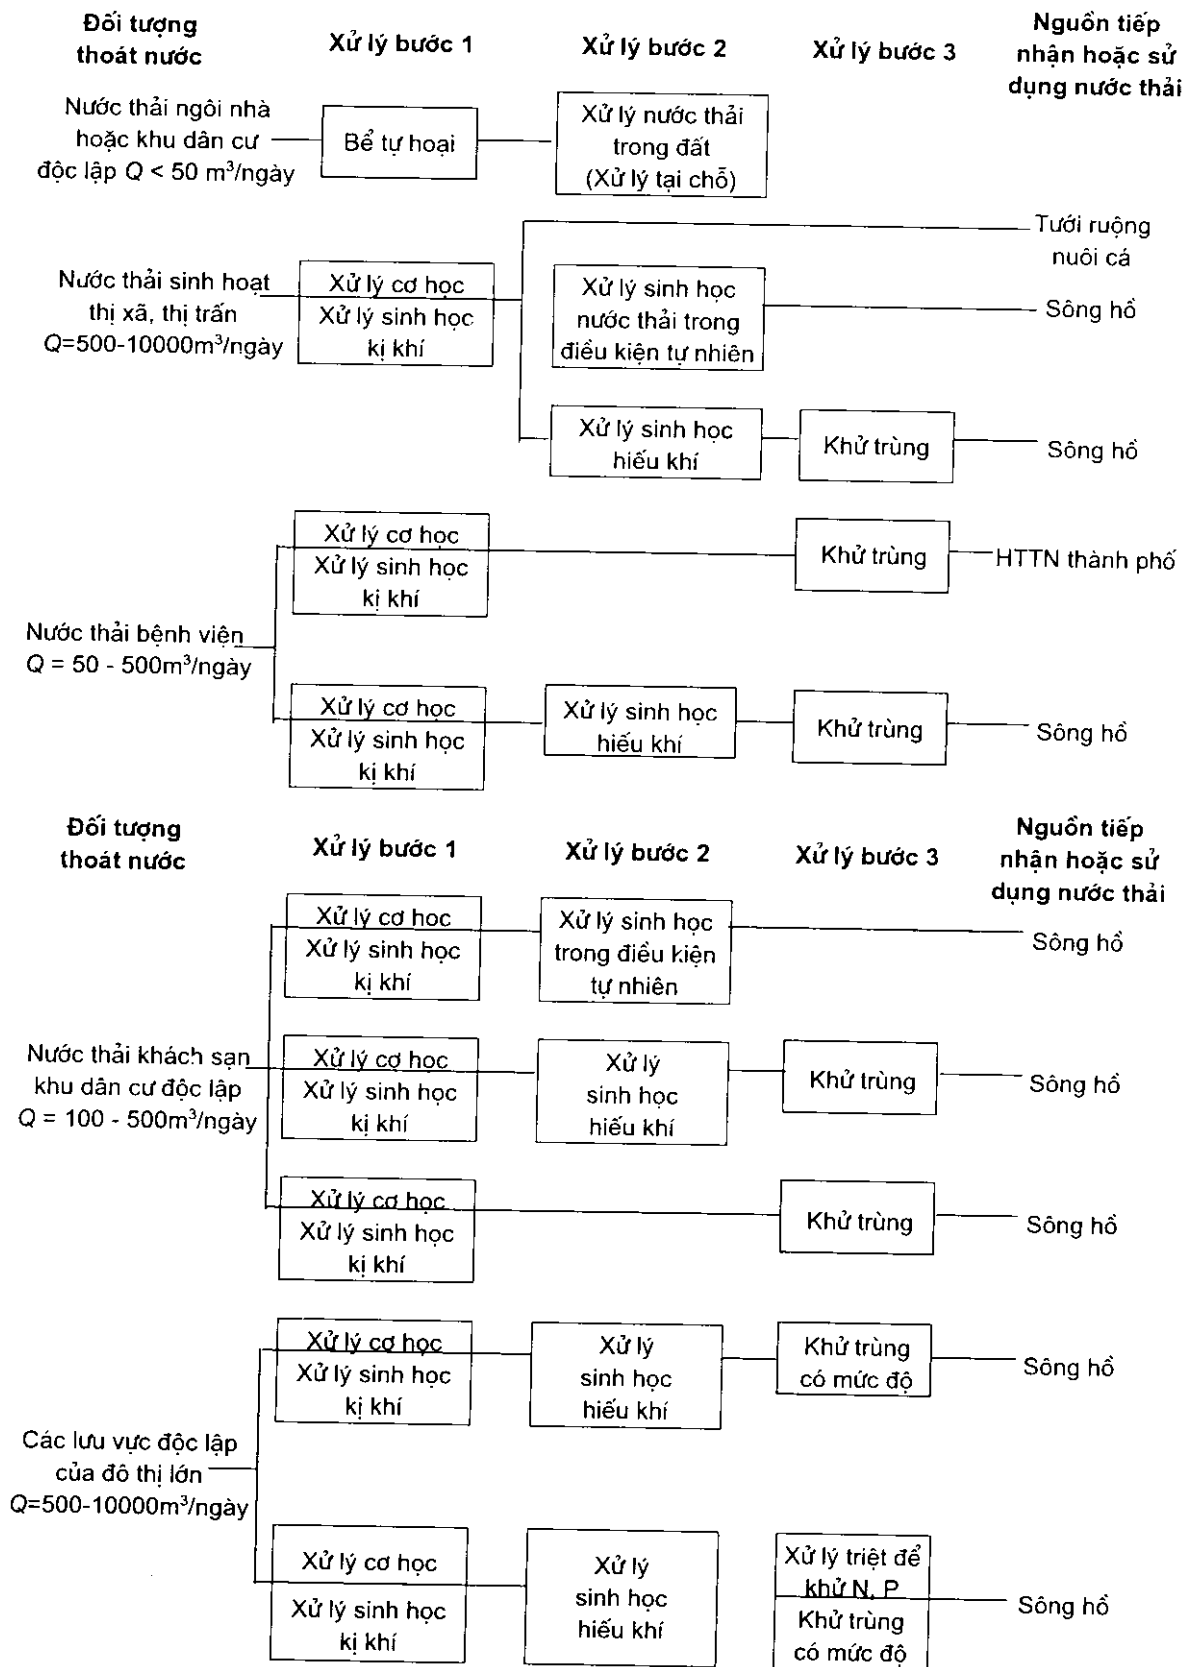 Đối tượng
thoát nước
Xử lý bước 1
Xử lý bước 2
Xử lý bước 3
Nguồn tiếp
nhận hoặc sử
dụng nước thải
Nước thải ngôi nhà
hoặc khu dân cư
độc lập Q < 50 m³/ngày
Bể tự hoại
Xử lý nước thải
trong đất
(Xử lý tại chỗ)
Tưới ruộng
nuôi cá
Nước thải sinh hoạt
thị xã, thị trấn
Q=500-10000m³/ngày
Xử lý cơ học
Xử lý sinh học
kị khí
Xử lý sinh học
nước thải trong
điều kiện tự nhiên
Sông hồ
Xử lý sinh học
hiếu khí
Khử trùng
Sông hồ
Nước thải bệnh viện
Q = 50 - 500m³/ngày
Xử lý cơ học
Xử lý sinh học
kị khí
Khử trùng
HTTN thành phố
Xử lý cơ học
Xử lý sinh học
kị khí
Xử lý sinh học
hiếu khí
Khử trùng
Sông hồ
Đối tượng
thoát nước
Xử lý bước 1
Xử lý bước 2
Xử lý bước 3
Nguồn tiếp
nhận hoặc sử
dụng nước thải
Xử lý cơ học
Xử lý sinh học
kị khí
Xử lý sinh học
trong điều kiện
tự nhiên
Sông hồ
Nước thải khách sạn
khu dân cư độc lập
Q = 100 - 500m³/ngày
Xử lý cơ học
Xử lý sinh học
kị khí
Xử lý
sinh học
hiếu khí
Khử trùng
Sông hồ
Xử lý cơ học
Xử lý sinh học
kị khí
Khử trùng
Sông hồ
Xử lý cơ học
Xử lý sinh học
kị khí
Xử lý
sinh học
hiếu khí
Khử trùng
có mức độ
Sông hồ
Các lưu vực độc lập
của đô thị lớn
Q=500-10000m³/ngày
Xử lý cơ học
Xử lý sinh học
kị khí
Xử lý
sinh học
hiếu khí
Xử lý triệt để
khử N, P
Khử trùng
có mức độ
Sông hồ